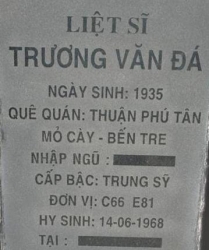 LIỆT SĨ
TRƯƠNG VĂN ĐÁ
NGÀY SINH: 1935
QUÊ QUÁN: THUẬN PHÚ TÂN
MỎ CÀY - BẾN TRE
NHẬP NGŨ :
CẤP BẬC: TRUNG SỸ
ĐƠN VỊ: C66 E81
HY SINH: 14-06-1968
TẠI :